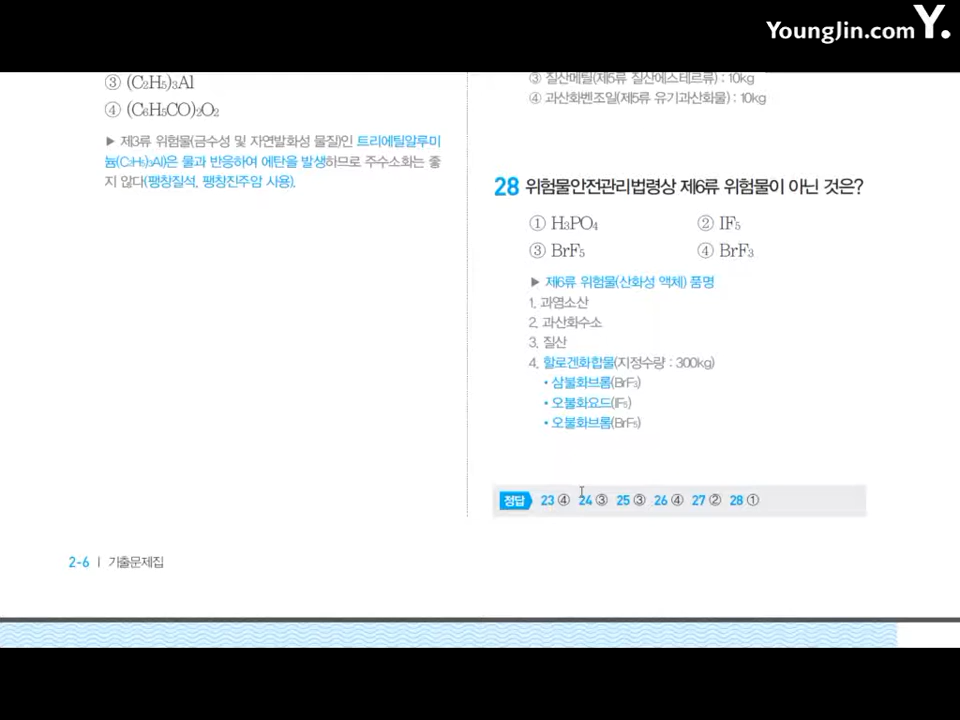 YoungJin.com Y.
③ (C2H5)3Al
④ (C6H5CO)2O2
▶ 제3류 위험물(금수성 및 자연발화성 물질)인 트리에틸알루미
늄(C2H5)3Al)은 물과 반응하여 에탄을 발생하므로 주수소화는 좋
지 않다(팽창질석, 팽창진주암 사용).
③ 질산메틸(제5류 질산에스테르류) : 10kg
④ 과산화벤조일(제5류 유기과산화물) : 10kg
28 위험물안전관리법령상 제6류 위험물이 아닌 것은?
① H3PO4 ② IF5
③ BrF5 ④ BrF3
▶ 제6류 위험물(산화성 액체) 품명
1. 과염소산
2. 과산화수소
3. 질산
4. 할로겐화합물(지정수량 : 300kg)
• 삼불화브롬(BrF3)
• 오불화요드(IF5)
• 오불화브롬(BrF5)
정답 23 ④ 24 ③ 25 ③ 26 ④ 27 ② 28 ①
2-6 | 기출문제집